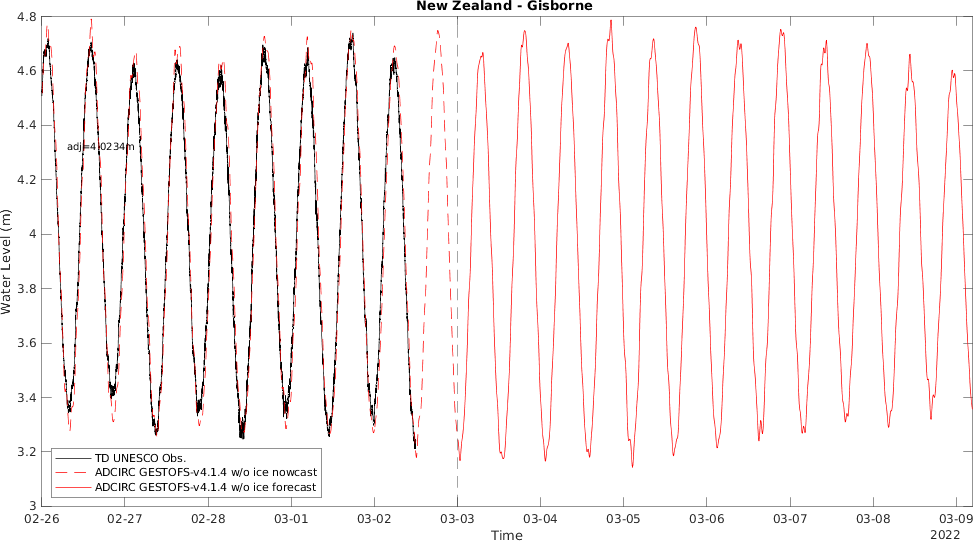 New Zealand - Gisborne
4.8
4.6
4.4
4.2
4
3.8
3.6
3.4
3.2
3
Water Level (m)
adj=4.0234m
TD UNESCO Obs.
ADCIRC GESTOFS-v4.1.4 w/o ice nowcast
ADCIRC GESTOFS-v4.1.4 w/o ice forecast
02-26 02-27 02-28 03-01 03-02 03-03 03-04 03-05 03-06 03-07 03-08 03-09
Time
2022